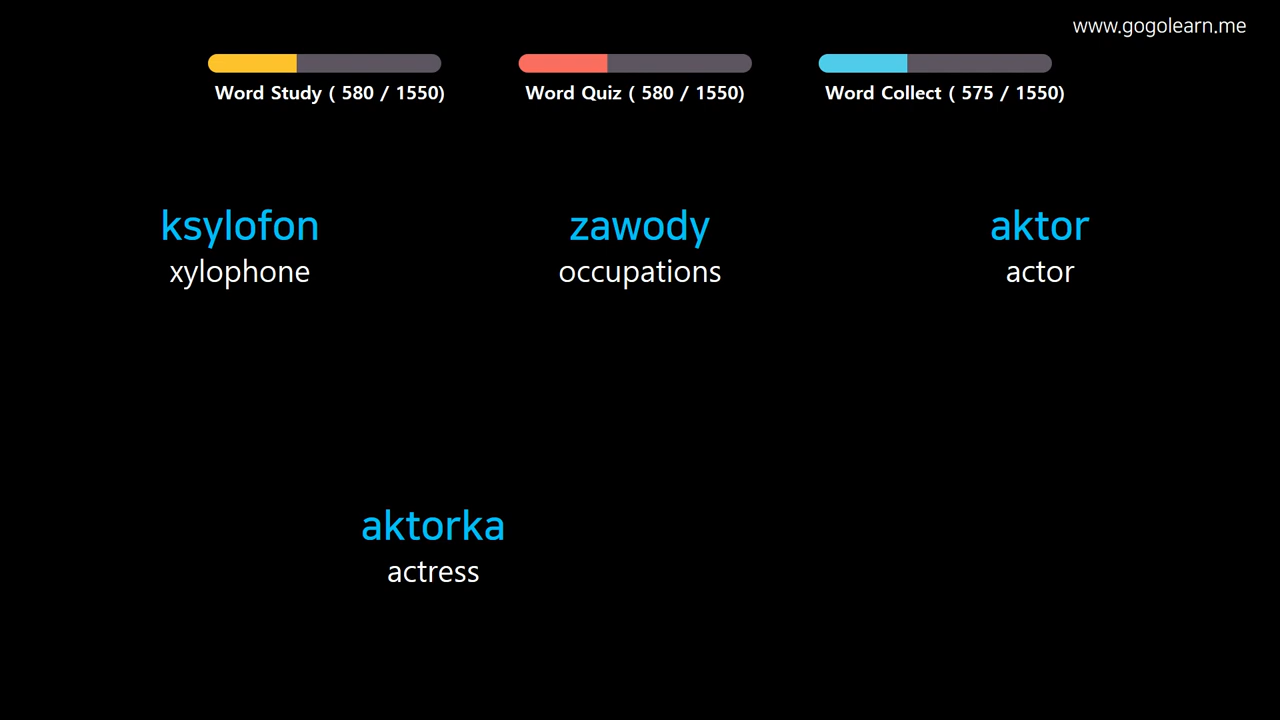 www.gogolearn.me
Word Study ( 580 / 1550)
Word Quiz ( 580 / 1550)
Word Collect ( 575 / 1550)
ksylofon
xylophone
zawody
occupations
aktor
actor
aktorka
actress